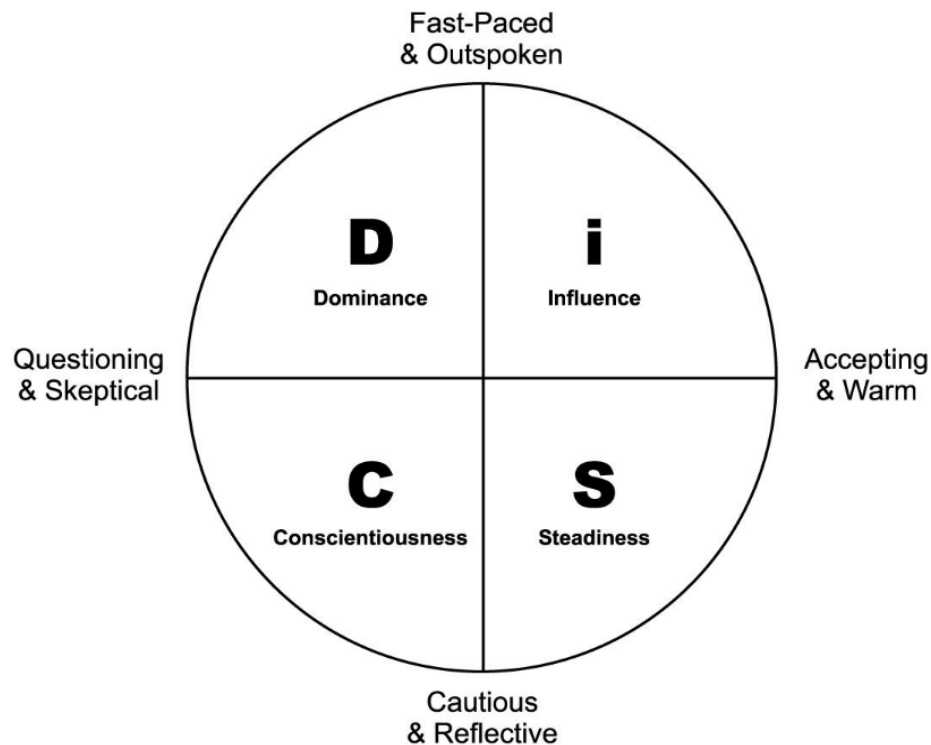 Fast-Paced
& Outspoken
D
Dominance
i
Influence
Questioning
& Skeptical
Accepting
& Warm
C
Conscientiousness
S
Steadiness
Cautious
& Reflective